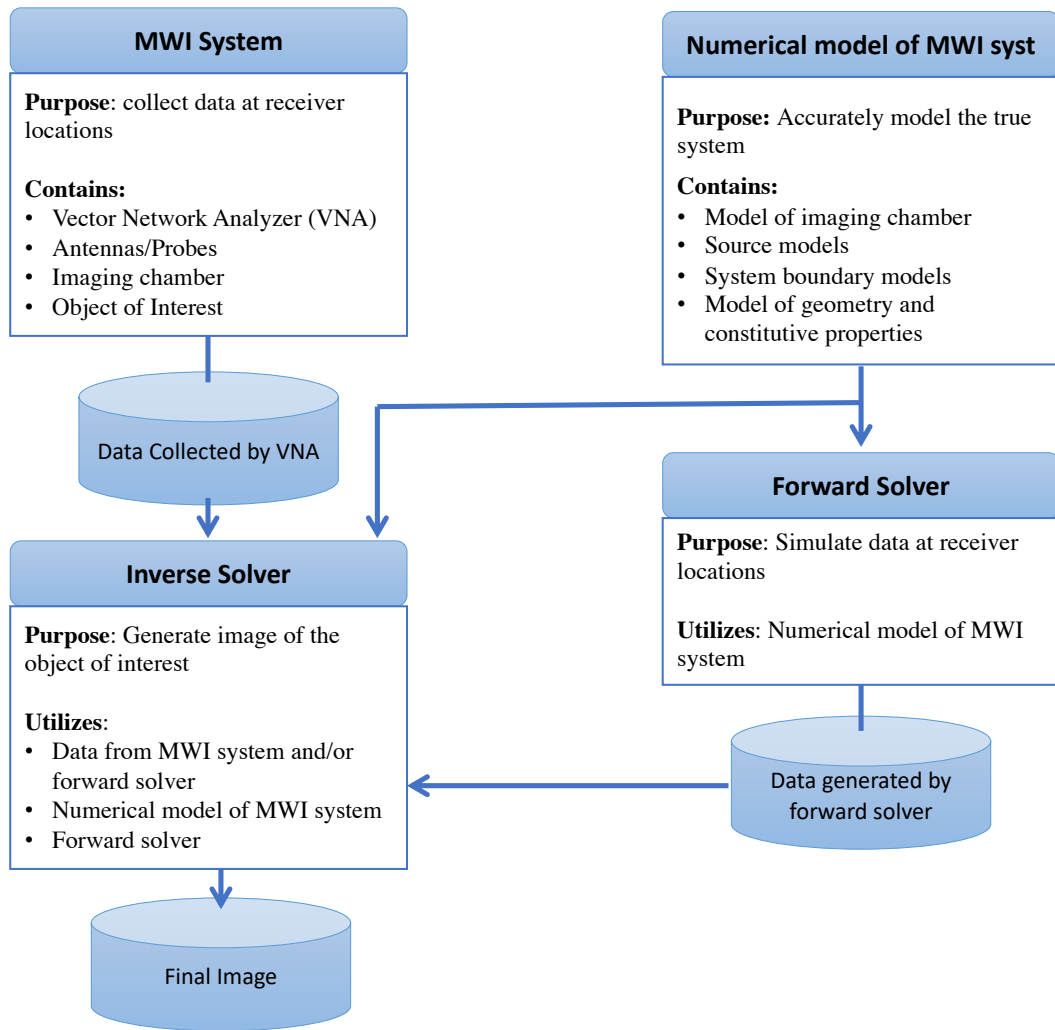 MWI System
Purpose: collect data at receiver
locations
Contains:
• Vector Network Analyzer (VNA)
• Antennas/Probes
• Imaging chamber
• Object of Interest
Data Collected by VNA
Inverse Solver
Purpose: Generate image of the
object of interest
Utilizes:
• Data from MWI system and/or
forward solver
• Numerical model of MWI system
• Forward solver
Final Image
Numerical model of MWI syst
Purpose: Accurately model the true
system
Contains:
• Model of imaging chamber
• Source models
• System boundary models
• Model of geometry and
constitutive properties
Forward Solver
Purpose: Simulate data at receiver
locations
Utilizes: Numerical model of MWI
system
Data generated by
forward solver